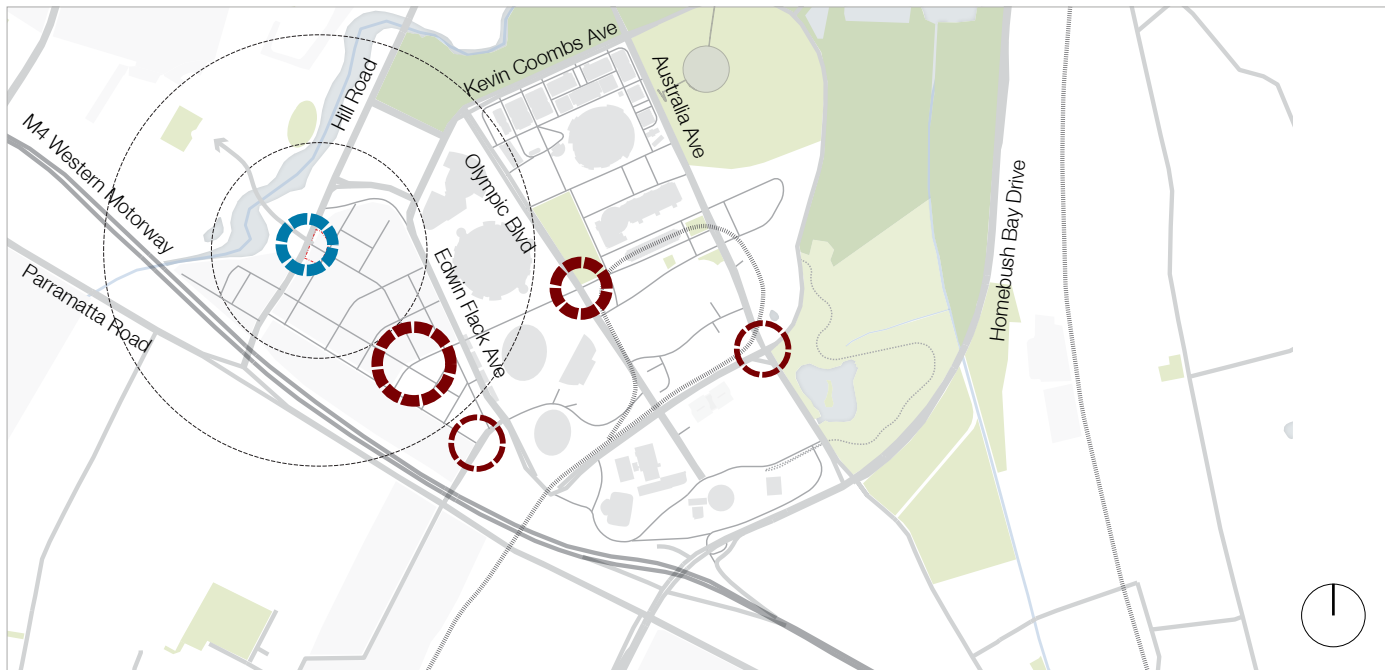 Kevin Coombs Ave
Hill Road
Australia Ave
M4 Western Motorway
Olympic Blvd
Homebush Bay Drive
Edwin Flack Ave
Parramatta Road